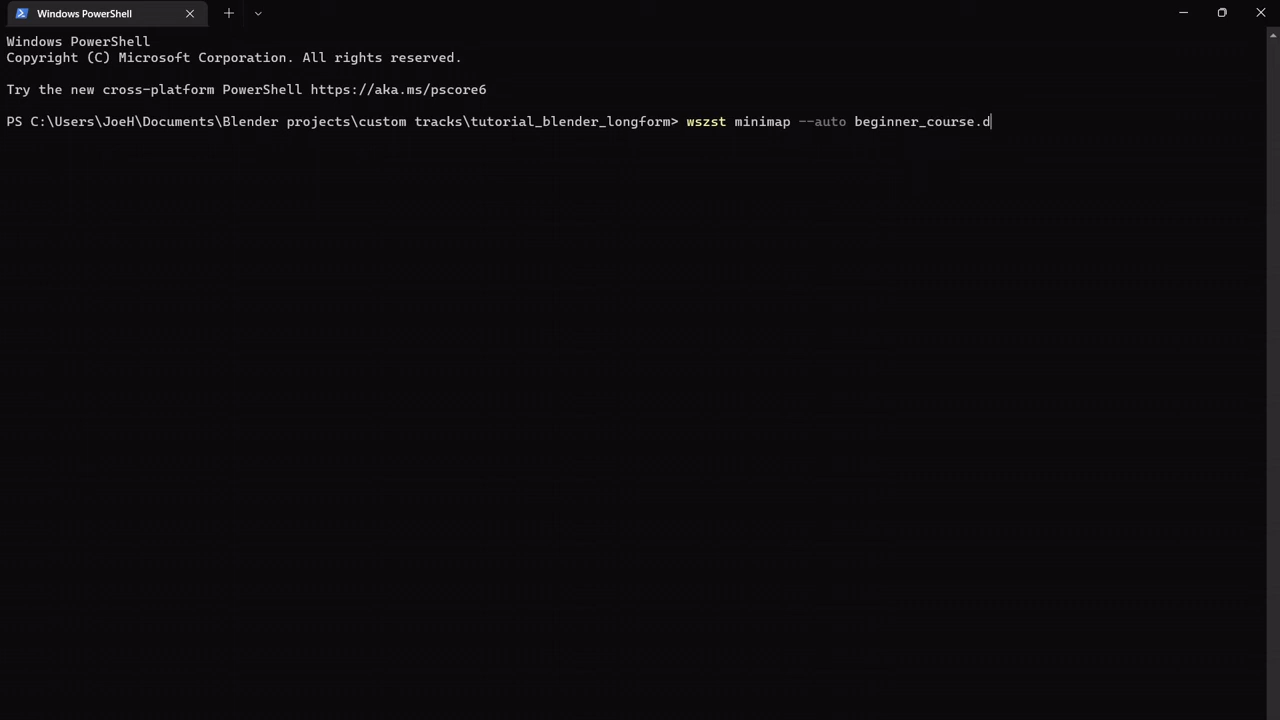 Windows PowerShell
Windows PowerShell
Copyright (C) Microsoft Corporation. All rights reserved.
Try the new cross-platform PowerShell https://aka.ms/pscore6
PS C:\Users\JoeH\Documents\Blender projects\custom tracks\tutorial_blender_longform> wszst minimap --auto beginner_course.d